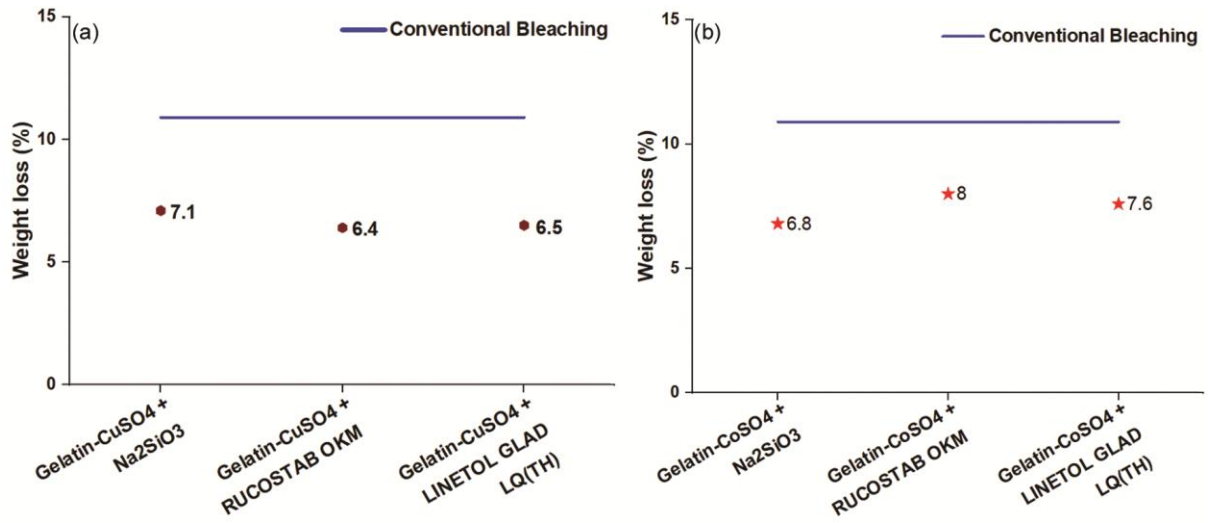 (a)
Conventional Bleaching
Weight loss (%)
15
10
5
0
7.1
6.4
6.5
Gelatin-CuSO4 +
Na2SiO3
Gelatin-CuSO4 +
RUCOSTAB OKM
Gelatin-CuSO4 +
LINETOL GLAD
LQ(TH)
(b)
Conventional Bleaching
Weight loss (%)
15
10
5
0
6.8
8
7.6
Gelatin-CoSO4 +
Na2SiO3
Gelatin-CoSO4 +
RUCOSTAB OKM
Gelatin-CoSO4 +
LINETOL GLAD
LQ(TH)